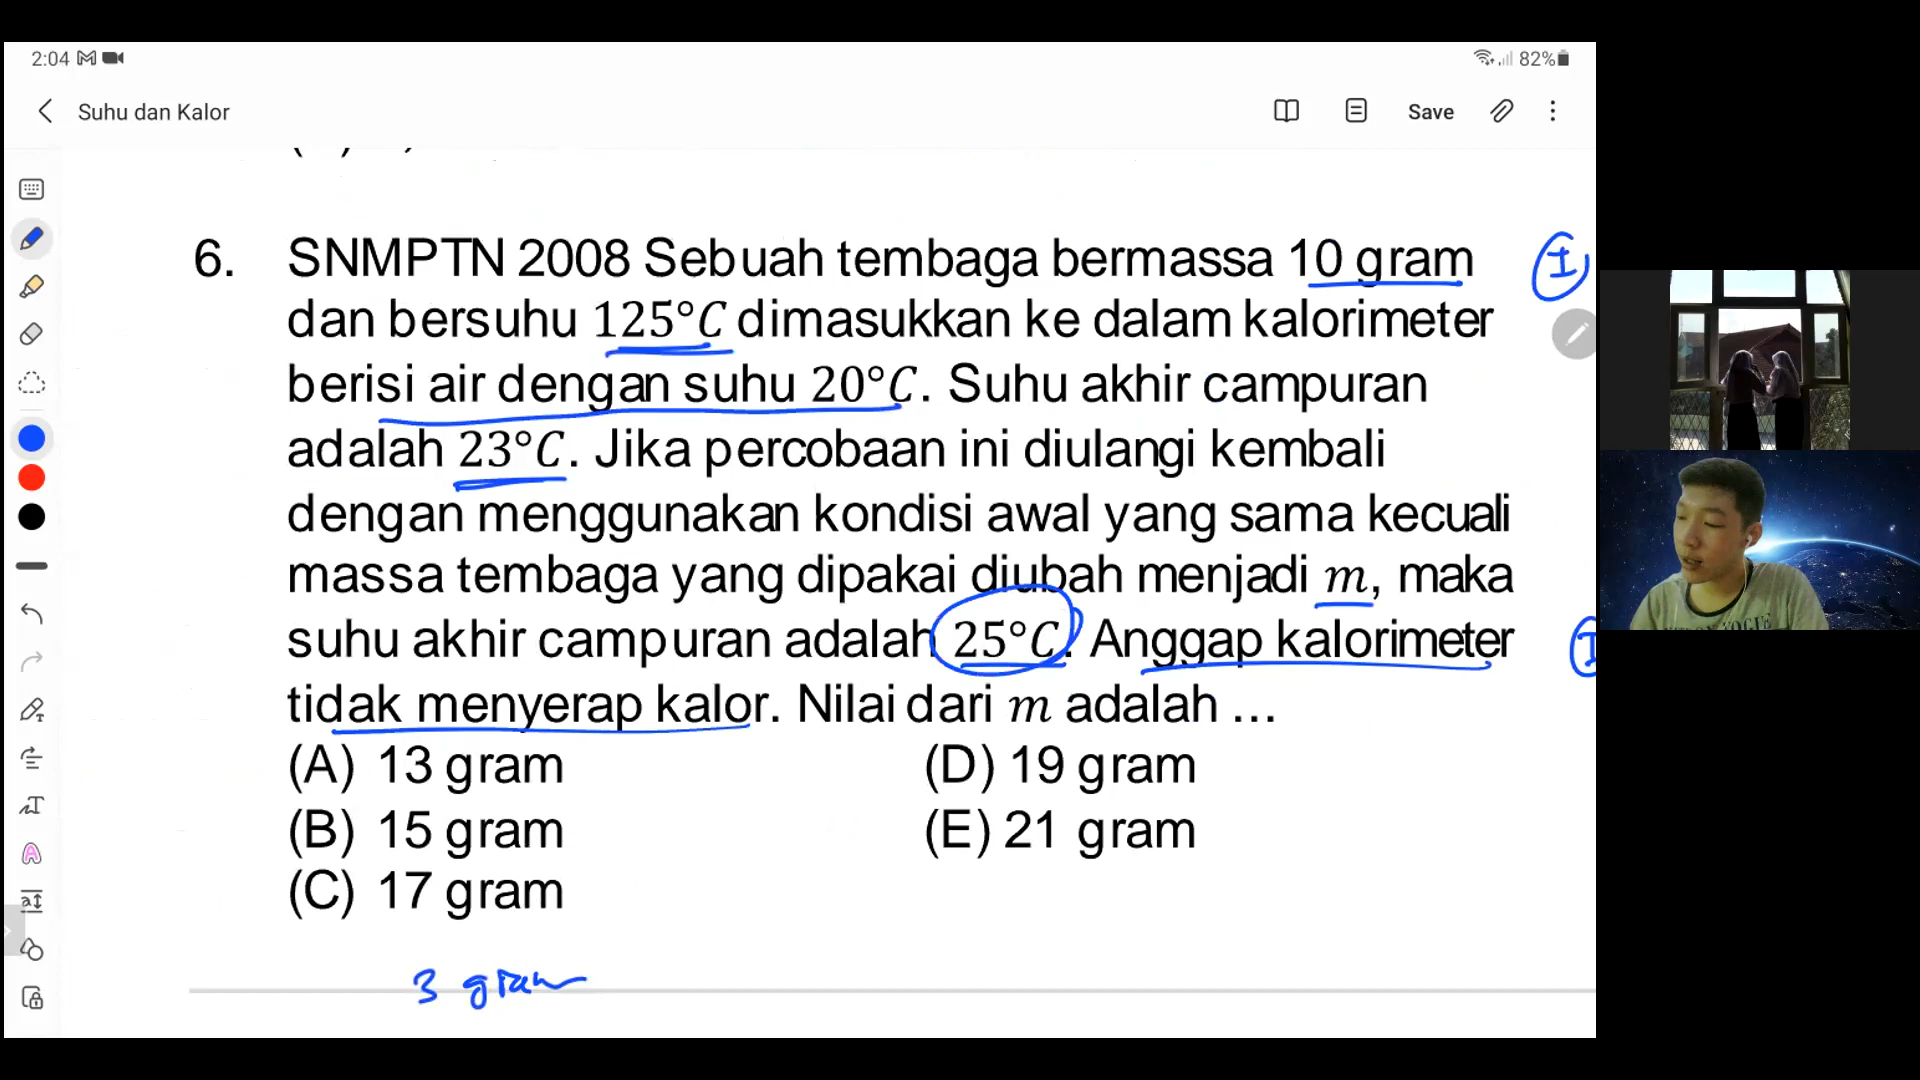 2:04
82%
Suhu dan Kalor
Save
6. SNMPTN 2008 Sebuah tembaga bermassa 10 gram
dan bersuhu 125°C dimasukkan ke dalam kalorimeter
berisi air dengan suhu 20°C. Suhu akhir campuran
adalah 23°C. Jika percobaan ini diulangi kembali
dengan menggunakan kondisi awal yang sama kecuali
massa tembaga yang dipakai diubah menjadi m, maka
suhu akhir campuran adalah 25°C. Anggap kalorimeter
tidak menyerap kalor. Nilai dari m adalah ...
(A) 13 gram
(D) 19 gram
(B) 15 gram
(E) 21 gram
(C) 17 gram
3 gram
I